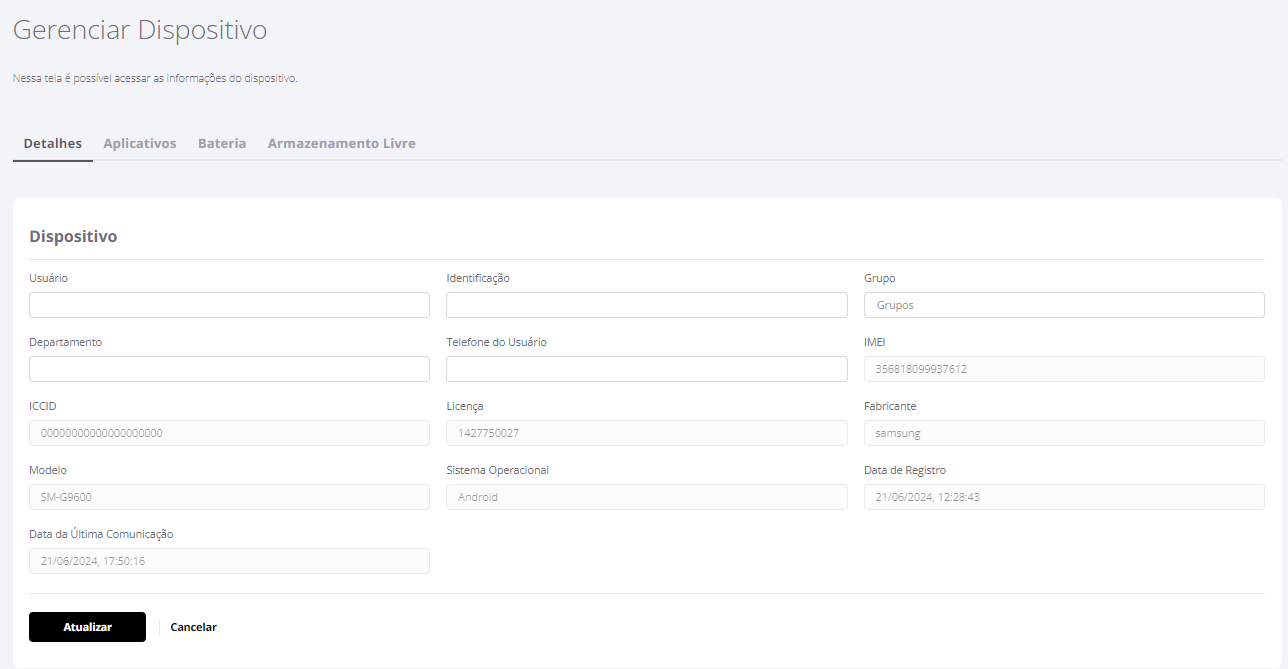 Gerenciar Dispositivo
Nessa tela é possível acessar as informações do dispositivo.
Detalhes Aplicativos Bateria Armazenamento Livre
Dispositivo
Usuário Identificação Grupo
Grupos
Departamento Telefone do Usuário IMEI
356818099937612
ICCID Licença Fabricante
00000000000000000000 1427750027 samsung
Modelo Sistema Operacional Data de Registro
SM-G9600 Android 21/06/2024, 12:28:43
Data da Última Comunicação
21/06/2024, 17:50:16
Atualizar Cancelar